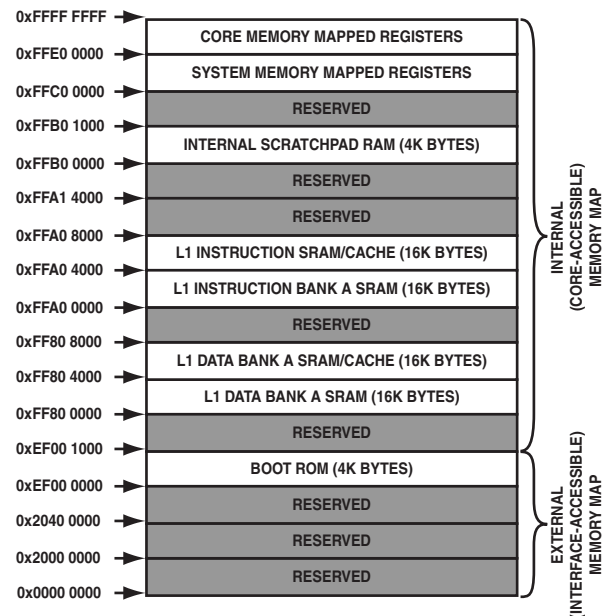 0xFFFF FFFF
CORE MEMORY MAPPED REGISTERS
0xFFE0 0000
SYSTEM MEMORY MAPPED REGISTERS
0xFFC0 0000
RESERVED
0xFFB0 1000
INTERNAL SCRATCHPAD RAM (4K BYTES)
0xFFB0 0000
RESERVED
0xFFA1 4000
RESERVED
0xFFA0 8000
L1 INSTRUCTION SRAM/CACHE (16K BYTES)
0xFFA0 4000
L1 INSTRUCTION BANK A SRAM (16K BYTES)
0xFFA0 0000
RESERVED
0xFF80 8000
L1 DATA BANK A SRAM/CACHE (16K BYTES)
0xFF80 4000
L1 DATA BANK A SRAM (16K BYTES)
0xFF80 0000
RESERVED
0xEF00 1000
BOOT ROM (4K BYTES)
0xEF00 0000
RESERVED
0x2040 0000
RESERVED
0x2000 0000
RESERVED
0x0000 0000
INTERNAL
(CORE-ACCESSIBLE)
MEMORY MAP
EXTERNAL
(INTERFACE-ACCESSIBLE)
MEMORY MAP